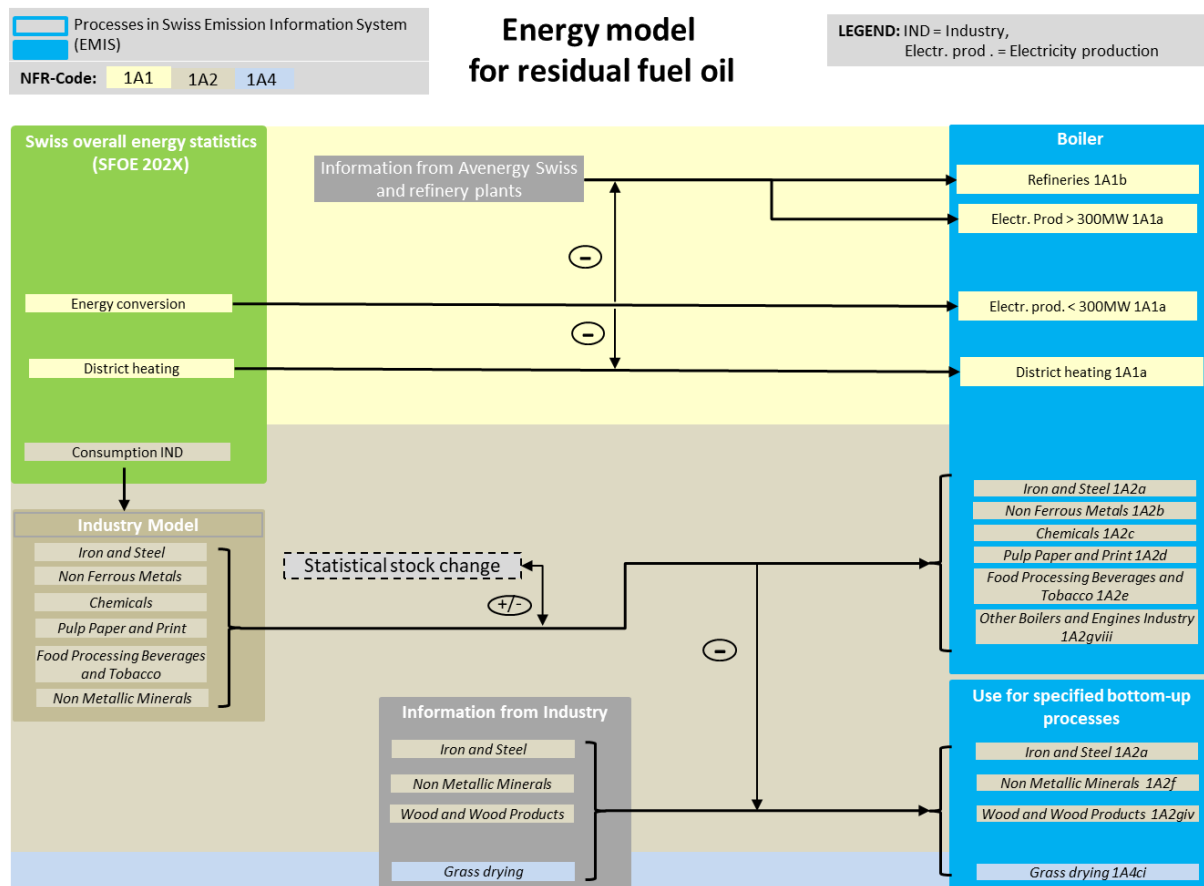 Processes in Swiss Emission Information System
(EMIS)
NFR-Code: 1A1 1A2 1A4
Energy model
for residual fuel oil
LEGEND: IND = Industry,
Electr. prod . = Electricity production
Swiss overall energy statistics
(SFOE 202X)
Energy conversion
District heating
Consumption IND
Information from Avenergy Swiss
and refinery plants
-
-
Boiler
Refineries 1A1b
Electr. Prod > 300MW 1A1a
Electr. prod. < 300MW 1A1a
District heating 1A1a
Industry Model
Iron and Steel
Non Ferrous Metals
Chemicals
Pulp Paper and Print
Food Processing Beverages
and Tobacco
Non Metallic Minerals
Statistical stock change
+/-
-
Iron and Steel 1A2a
Non Ferrous Metals 1A2b
Chemicals 1A2c
Pulp Paper and Print 1A2d
Food Processing Beverages and
Tobacco 1A2e
Other Boilers and Engines Industry
1A2gviii
Information from Industry
Iron and Steel
Non Metallic Minerals
Wood and Wood Products
Grass drying
Use for specified bottom-up
processes
Iron and Steel 1A2a
Non Metallic Minerals 1A2f
Wood and Wood Products 1A2giv
Grass drying 1A4ci